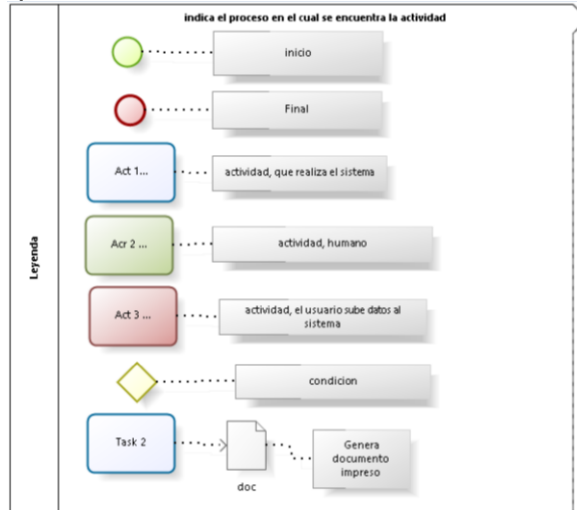 indica el proceso en el cual se encuentra la actividad
Leyenda
inicio
Final
Act 1...
actividad, que realiza el sistema
Acr 2 ...
actividad, humano
Act 3 ...
actividad, el usuario sube datos al
sistema
condicion
Task 2
doc
Genera
documento
impreso